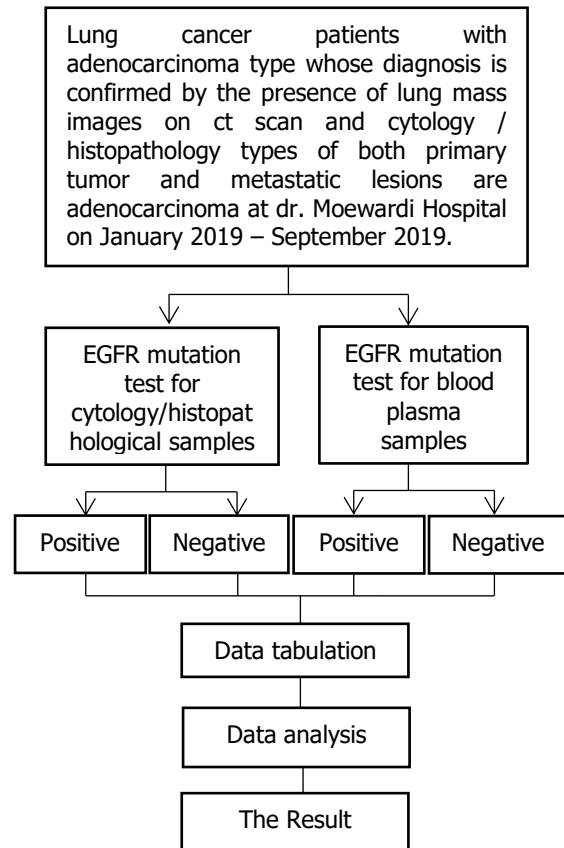 Lung cancer patients with
adenocarcinoma type whose diagnosis is
confirmed by the presence of lung mass
images on ct scan and cytology /
histopathology types of both primary
tumor and metastatic lesions are
adenocarcinoma at dr. Moewardi Hospital
on January 2019 – September 2019.
EGFR mutation
test for
cytology/histopat
hological samples
EGFR mutation
test for blood
plasma
samples
Positive
Negative
Positive
Negative
Data tabulation
Data analysis
The Result